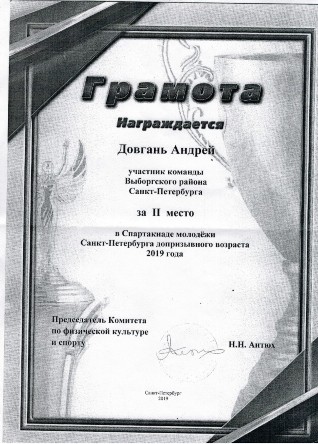 Грамота
Награждается
Довгань Андрей
участник команды
Выборгского района
Санкт-Петербурга
за II место
в Спартакиаде молодёжи
Санкт-Петербурга допризывного возраста
2019 года
Председатель Комитета
по физической культуре
и спорту
Н.Н. Антюх
Санкт-Петербург
2019